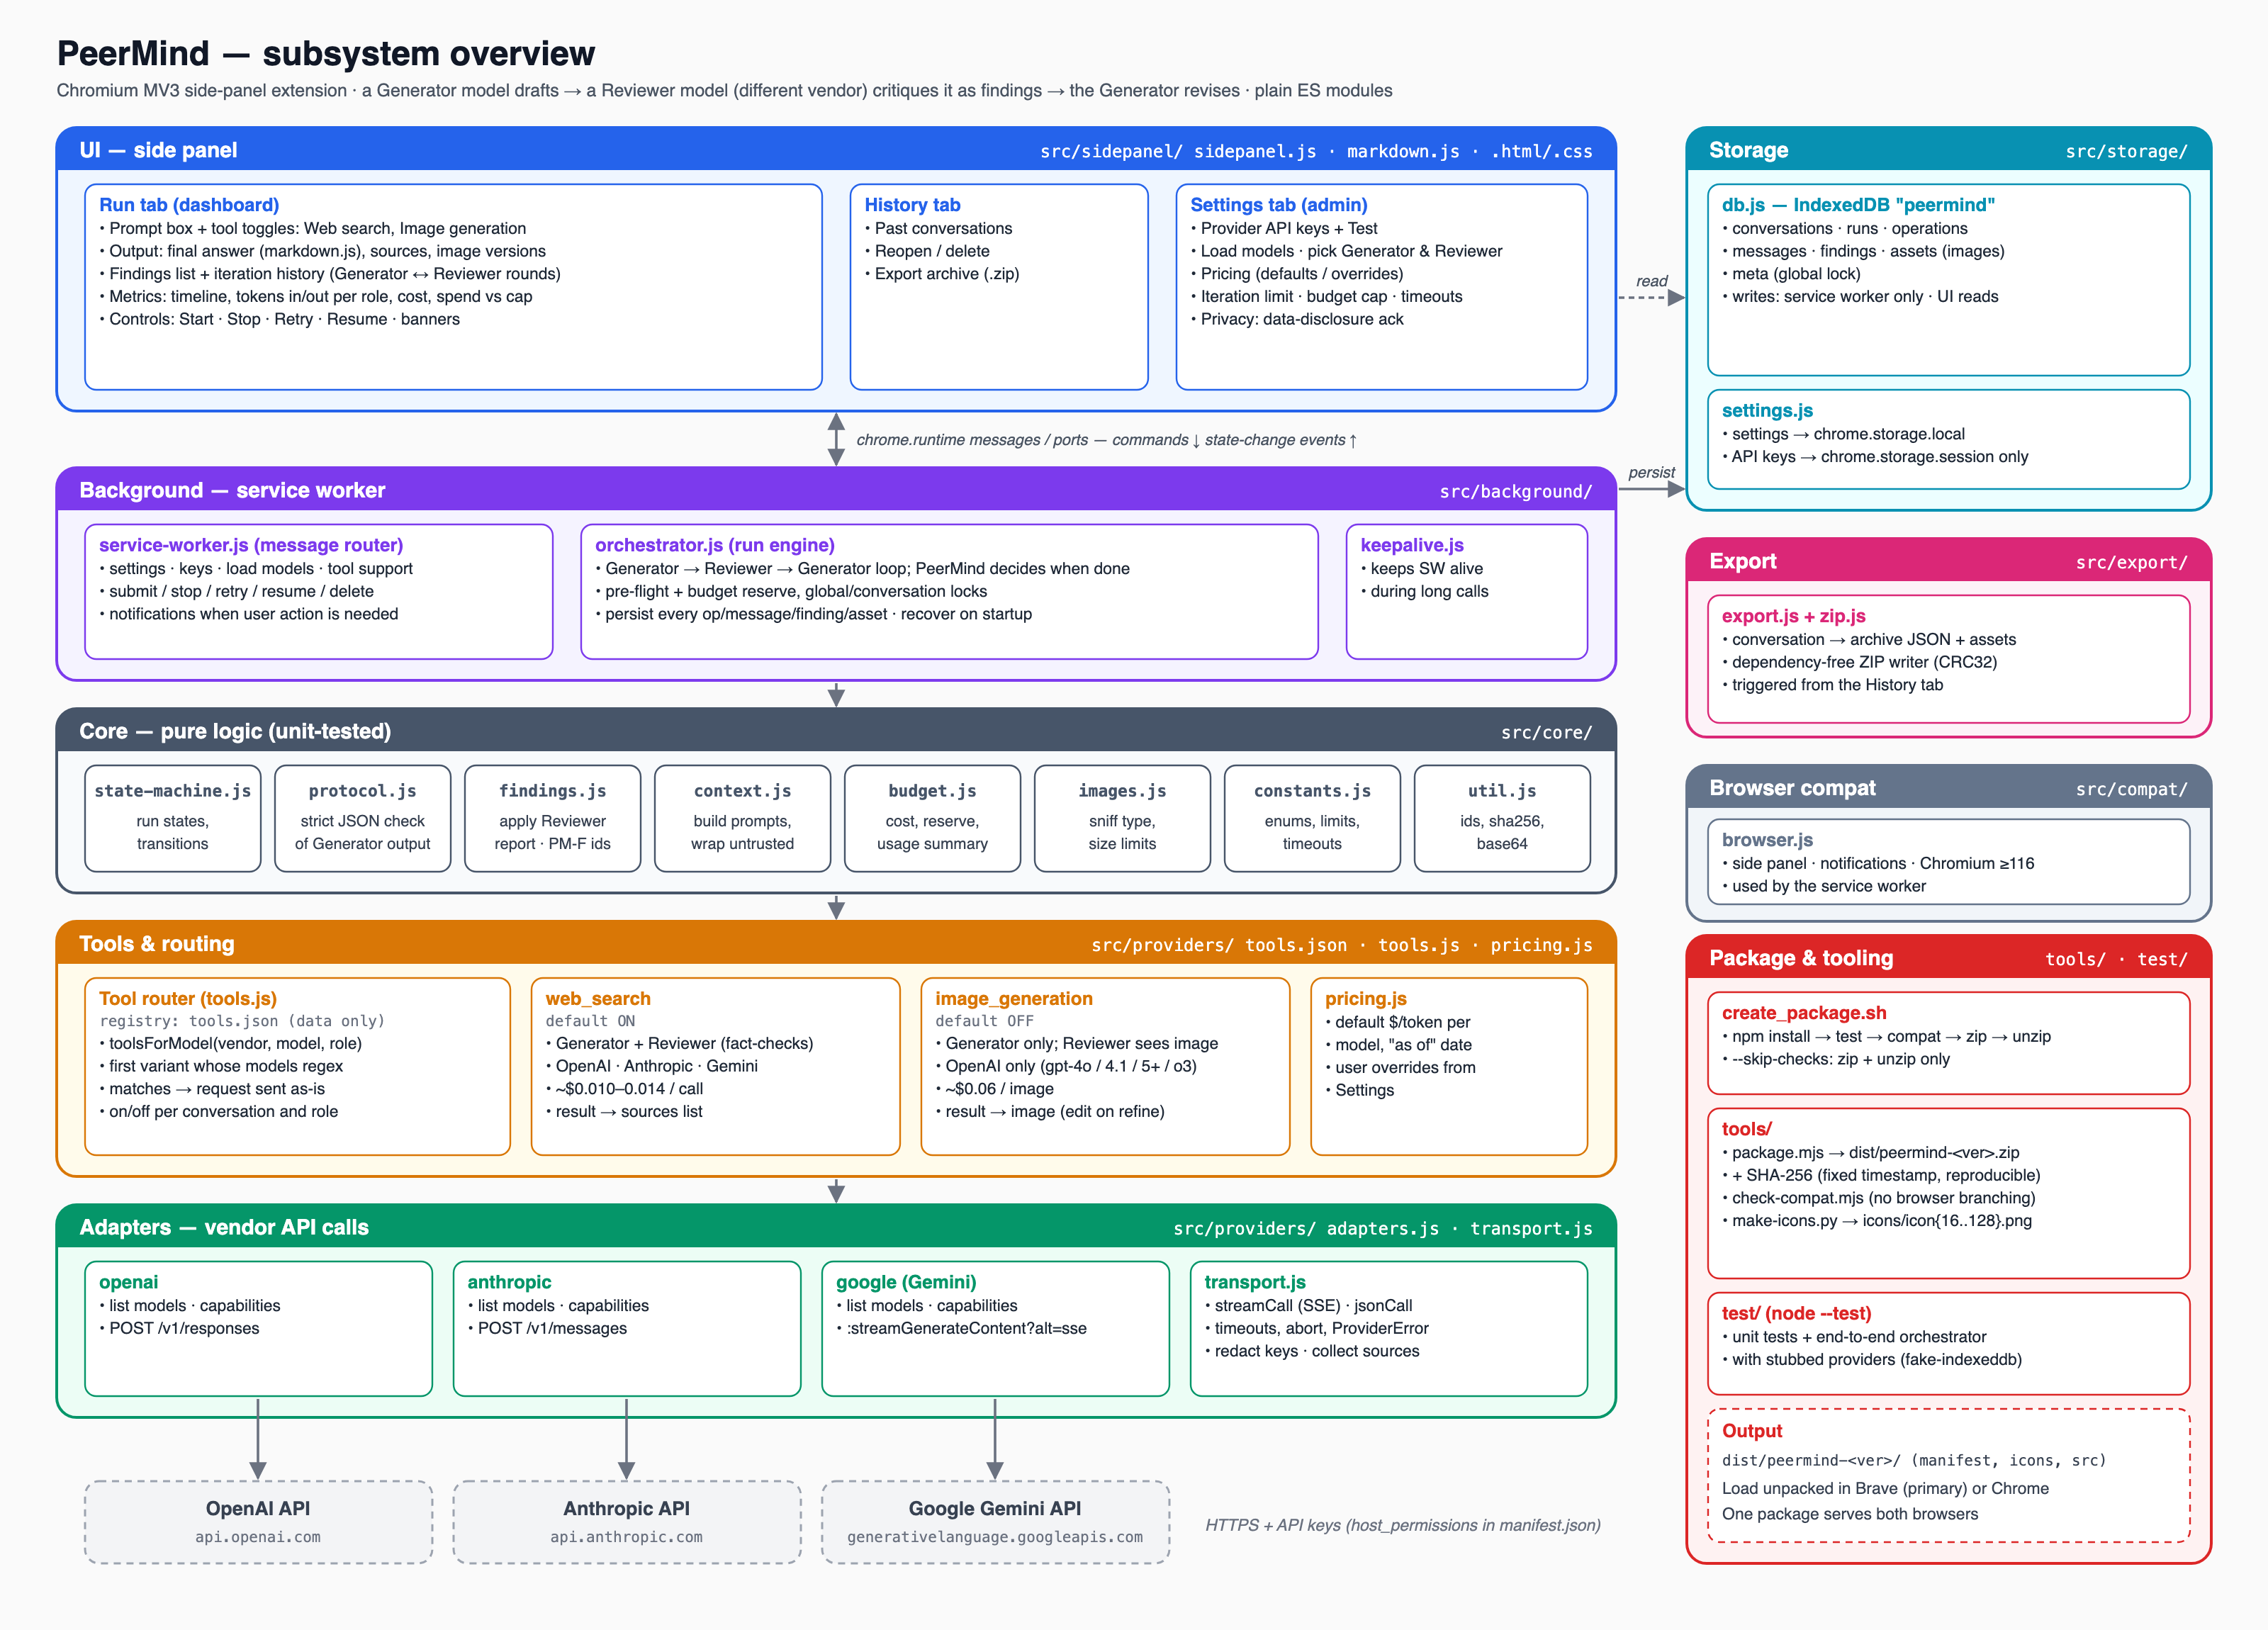 PeerMind — subsystem overview
Chromium MV3 side-panel extension · a Generator model drafts → a Reviewer model (different vendor) critiques it as findings → the Generator revises · plain ES modules
UI — side panel
src/sidepanel/ sidepanel.js · markdown.js · .html/.css
Run tab (dashboard)
• Prompt box + tool toggles: Web search, Image generation
• Output: final answer (markdown.js), sources, image versions
• Findings list + iteration history (Generator ↔ Reviewer rounds)
• Metrics: timeline, tokens in/out per role, cost, spend vs cap
• Controls: Start · Stop · Retry · Resume · banners
History tab
• Past conversations
• Reopen / delete
• Export archive (.zip)
Settings tab (admin)
• Provider API keys + Test
• Load models · pick Generator & Reviewer
• Pricing (defaults / overrides)
• Iteration limit · budget cap · timeouts
• Privacy: data-disclosure ack
read
Storage
src/storage/
db.js — IndexedDB "peermind"
• conversations · runs · operations
• messages · findings · assets (images)
• meta (global lock)
• writes: service worker only · UI reads
settings.js
• settings → chrome.storage.local
• API keys → chrome.storage.session only
chrome.runtime messages / ports — commands ↓ state-change events ↑
persist
Background — service worker
src/background/
service-worker.js (message router)
• settings · keys · load models · tool support
• submit / stop / retry / resume / delete
• notifications when user action is needed
orchestrator.js (run engine)
• Generator → Reviewer → Generator loop; PeerMind decides when done
• pre-flight + budget reserve, global/conversation locks
• persist every op/message/finding/asset · recover on startup
keepalive.js
• keeps SW alive
• during long calls
Export
src/export/
export.js + zip.js
• conversation → archive JSON + assets
• dependency-free ZIP writer (CRC32)
• triggered from the History tab
Core — pure logic (unit-tested)
src/core/
state-machine.js
run states,
transitions
protocol.js
strict JSON check
of Generator output
findings.js
apply Reviewer
report · PM-F ids
context.js
build prompts,
wrap untrusted
budget.js
cost, reserve,
usage summary
images.js
sniff type,
size limits
constants.js
enums, limits,
timeouts
util.js
ids, sha256,
base64
Browser compat
src/compat/
browser.js
• side panel · notifications · Chromium ≥116
• used by the service worker
Tools & routing
src/providers/ tools.json · tools.js · pricing.js
Tool router (tools.js)
registry: tools.json (data only)
• toolsForModel(vendor, model, role)
• first variant whose models regex
• matches → request sent as-is
• on/off per conversation and role
web_search
default ON
• Generator + Reviewer (fact-checks)
• OpenAI · Anthropic · Gemini
• ~$0.010–0.014 / call
• result → sources list
image_generation
default OFF
• Generator only; Reviewer sees image
• OpenAI only (gpt-4o / 4.1 / 5+ / o3)
• ~$0.06 / image
• result → image (edit on refine)
pricing.js
• default $/token per
• model, "as of" date
• user overrides from
• Settings
Package & tooling
tools/ · test/
create_package.sh
• npm install → test → compat → zip → unzip
• --skip-checks: zip + unzip only
tools/
• package.mjs → dist/peermind-<ver>.zip
• + SHA-256 (fixed timestamp, reproducible)
• check-compat.mjs (no browser branching)
• make-icons.py → icons/icon{16..128}.png
test/ (node --test)
• unit tests + end-to-end orchestrator
• with stubbed providers (fake-indexeddb)
Output
dist/peermind-<ver>/ (manifest, icons, src)
Load unpacked in Brave (primary) or Chrome
One package serves both browsers
Adapters — vendor API calls
src/providers/ adapters.js · transport.js
openai
• list models · capabilities
• POST /v1/responses
anthropic
• list models · capabilities
• POST /v1/messages
google (Gemini)
• list models · capabilities
• :streamGenerateContent?alt=sse
transport.js
• streamCall (SSE) · jsonCall
• timeouts, abort, ProviderError
• redact keys · collect sources
OpenAI API
api.openai.com
Anthropic API
api.anthropic.com
Google Gemini API
generativelanguage.googleapis.com
HTTPS + API keys (host_permissions in manifest.json)